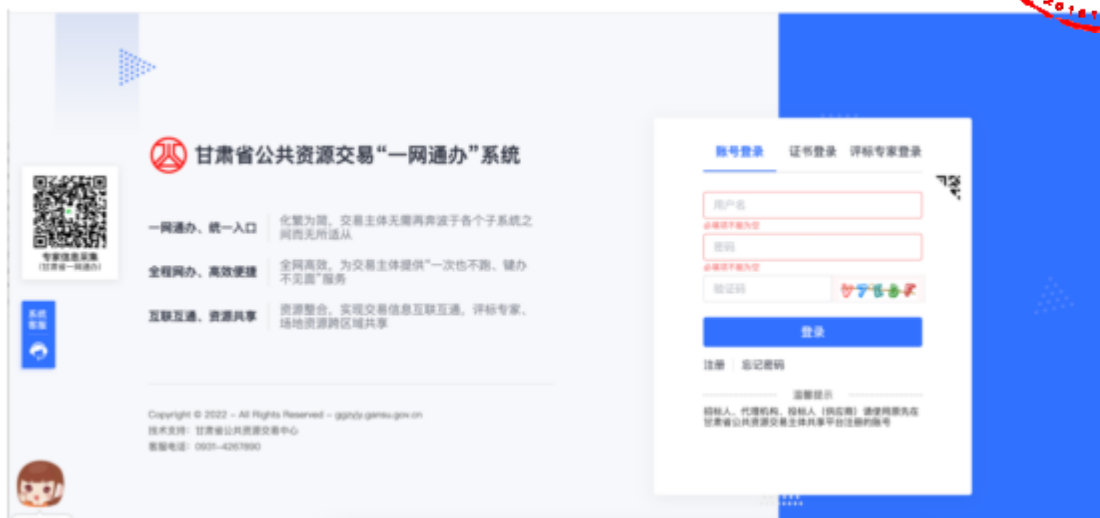 甘肃省公共资源交易“一网通办”系统
专家信息采集
(甘肃省一网通办)
系统
客服
一网通办、统一入口
化繁为简，交易主体无需再奔波于各个子系统之
间而无所适从
全程网办、高效便捷
全网高效，为交易主体提供“一次也不跑、键办
不见面”服务
互联互通、资源共享
资源整合，实现交易信息互联互通，评标专家、
场地资源跨区域共享
Copyright © 2022 – All Rights Reserved – ggzyjy.gansu.gov.cn
技术支持：甘肃省公共资源交易中心
客服电话：0931-4267890
账号登录 证书登录 评标专家登录
用户名
必填项不能为空
密码
必填项不能为空
验证码
登录
注册 忘记密码
温馨提示
招标人、代理机构、投标人（供应商）请使用原先在
甘肃省公共资源交易主体共享平台注册的账号